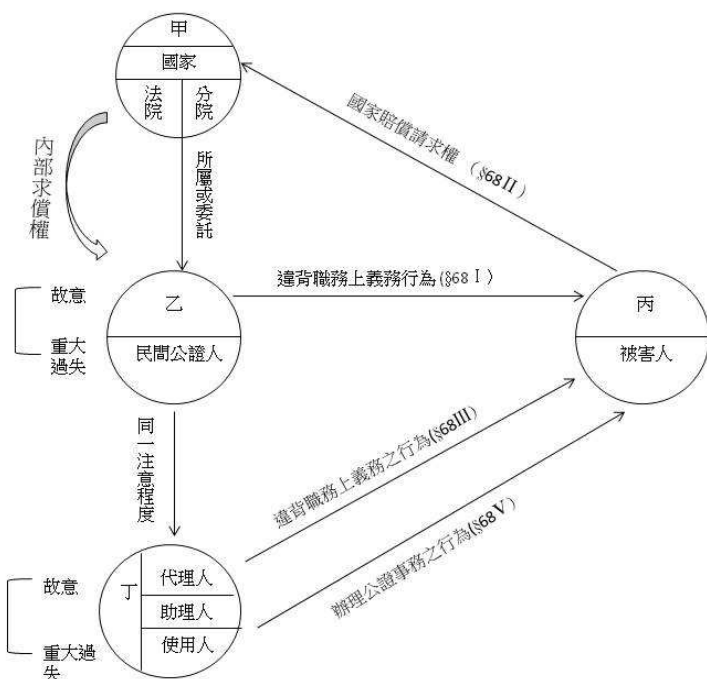 甲
國家
法院
分院
內部求償權
所屬或委託
國家賠償請求權 (§68 II)
故意
重大過失
乙
民間公證人
違背職務上義務行為(§68 I)
丙
被害人
同一注意程度
違背職務上義務之行為(§68III)
辦理公證事務之行為(§68 V)
故意
重大過失
丁
代理人
助理人
使用人